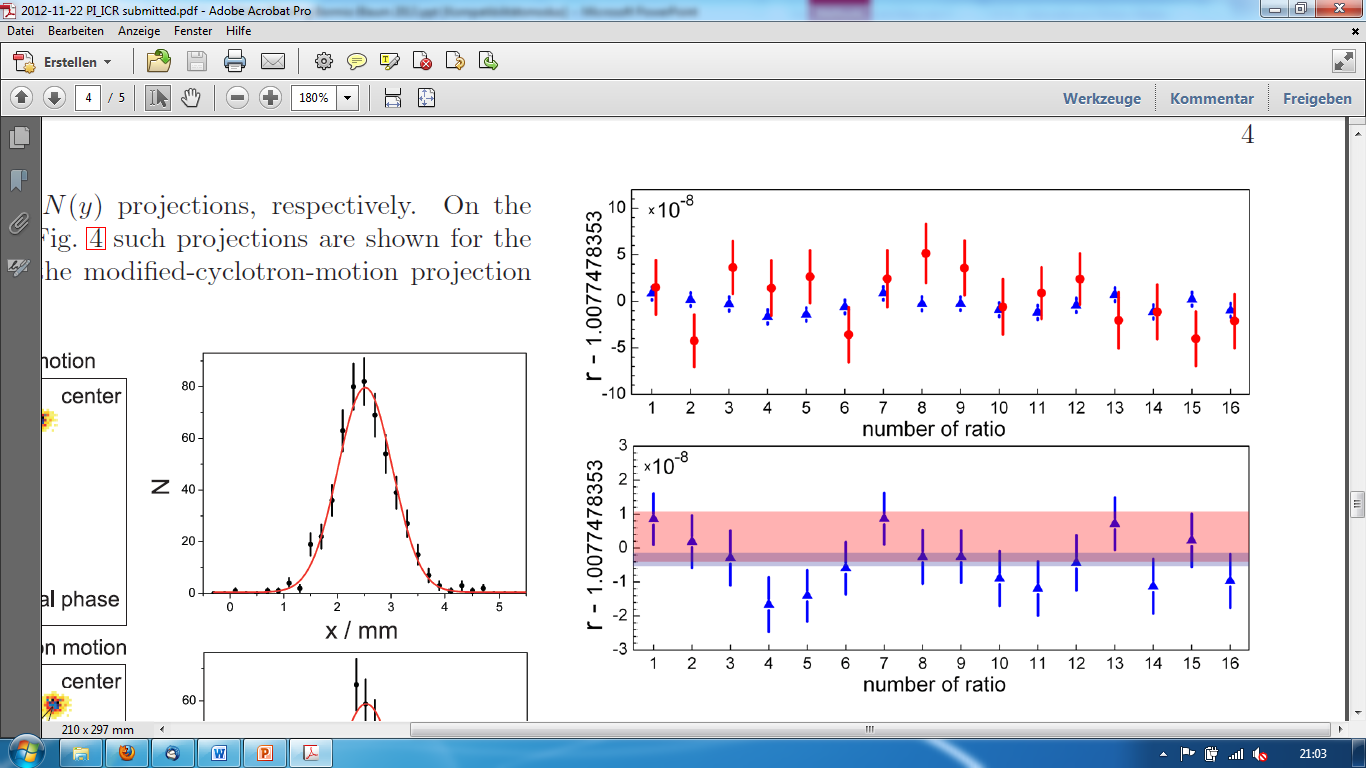 2012-11-22 PI_ICR submitted.pdf - Adobe Acrobat Pro
Datei Bearbeiten Anzeige Fenster Hilfe
Erstellen
4 / 5 180% Werkzeuge Kommentar Freigeben
4
N(y) projections, respectively. On the
Fig. 4 such projections are shown for the
the modified-cyclotron-motion projection
motion
center
al phase
on motion
center
N
80
60
40
20
0
0 1 2 3 4 5
x / mm
60
r - 1.0077478353
×10-8
10
5
0
-5
-10
1 2 3 4 5 6 7 8 9 10 11 12 13 14 15 16
number of ratio
r - 1.0077478353
×10-8
3
2
1
0
-1
-2
-3
1 2 3 4 5 6 7 8 9 10 11 12 13 14 15 16
number of ratio
210 x 297 mm
21:03